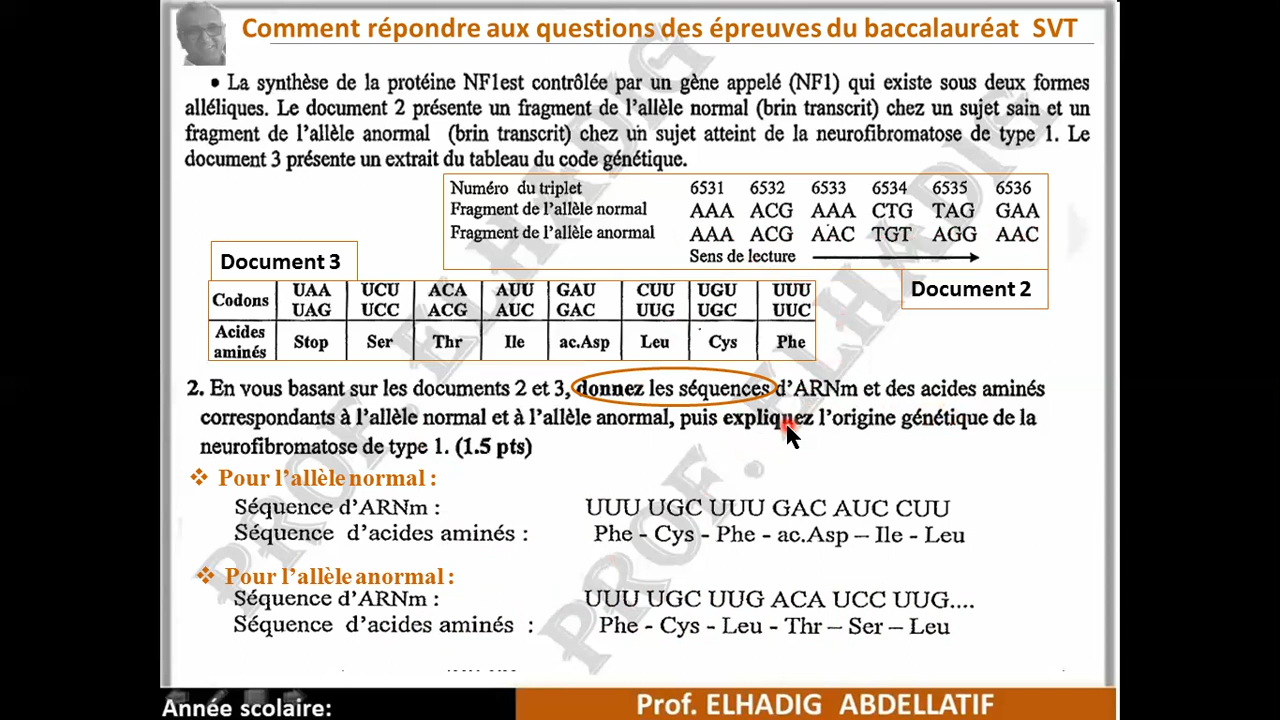 Comment répondre aux questions des épreuves du baccalauréat SVT
• La synthèse de la protéine NF1est contrôlée par un gène appelé (NF1) qui existe sous deux formes
alléliques. Le document 2 présente un fragment de l'allèle normal (brin transcrit) chez un sujet sain et un
fragment de l'allèle anormal (brin transcrit) chez un sujet atteint de la neurofibromatose de type 1. Le
document 3 présente un extrait du tableau du code génétique.
Numéro du triplet 6531 6532 6533 6534 6535 6536
Fragment de l'allèle normal AAA ACG AAA CTG TAG GAA
Fragment de l'allèle anormal AAA ACG AAC TGT AGG AAC
Sens de lecture
Document 3
Document 2
Codons UAA UCU ACA AUU GAU CUU UGU UUU
UAG UCC ACG AUC GAC UUG UGC UUC
Acides aminés Stop Ser Thr Ile ac.Asp Leu Cys Phe
2. En vous basant sur les documents 2 et 3, donnez les séquences d'ARNm et des acides aminés
correspondants à l'allèle normal et à l'allèle anormal, puis expliquez l'origine génétique de la
neurofibromatose de type 1. (1.5 pts)
❖ Pour l'allèle normal :
Séquence d'ARNm : UUU UGC UUU GAC AUC CUU
Séquence d'acides aminés : Phe - Cys - Phe - ac.Asp – Ile - Leu
❖ Pour l'allèle anormal :
Séquence d'ARNm : UUU UGC UUG ACA UCC UUG....
Séquence d'acides aminés : Phe - Cys - Leu - Thr – Ser – Leu
PROF. ELHADIG
PROF. ELHADIG
Année scolaire:
Prof. ELHADIG ABDELLATIF